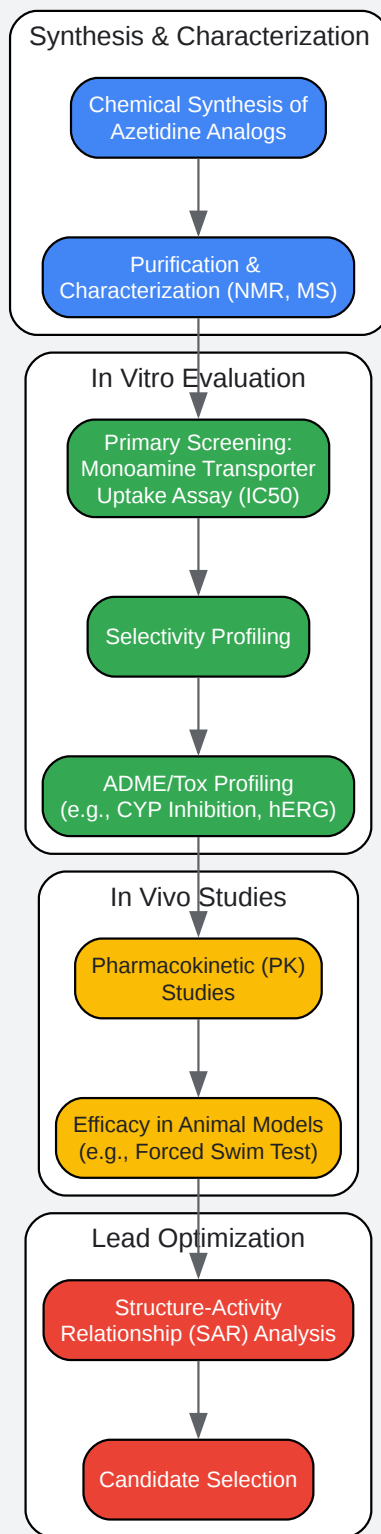 Synthesis & Characterization
Chemical Synthesis of
Azetidine Analogs
Purification &
Characterization (NMR, MS)
In Vitro Evaluation
Primary Screening:
Monoamine Transporter
Uptake Assay (IC50)
Selectivity Profiling
ADME/Tox Profiling
(e.g., CYP Inhibition, hERG)
In Vivo Studies
Pharmacokinetic (PK)
Studies
Efficacy in Animal Models
(e.g., Forced Swim Test)
Lead Optimization
Structure-Activity
Relationship (SAR) Analysis
Candidate Selection